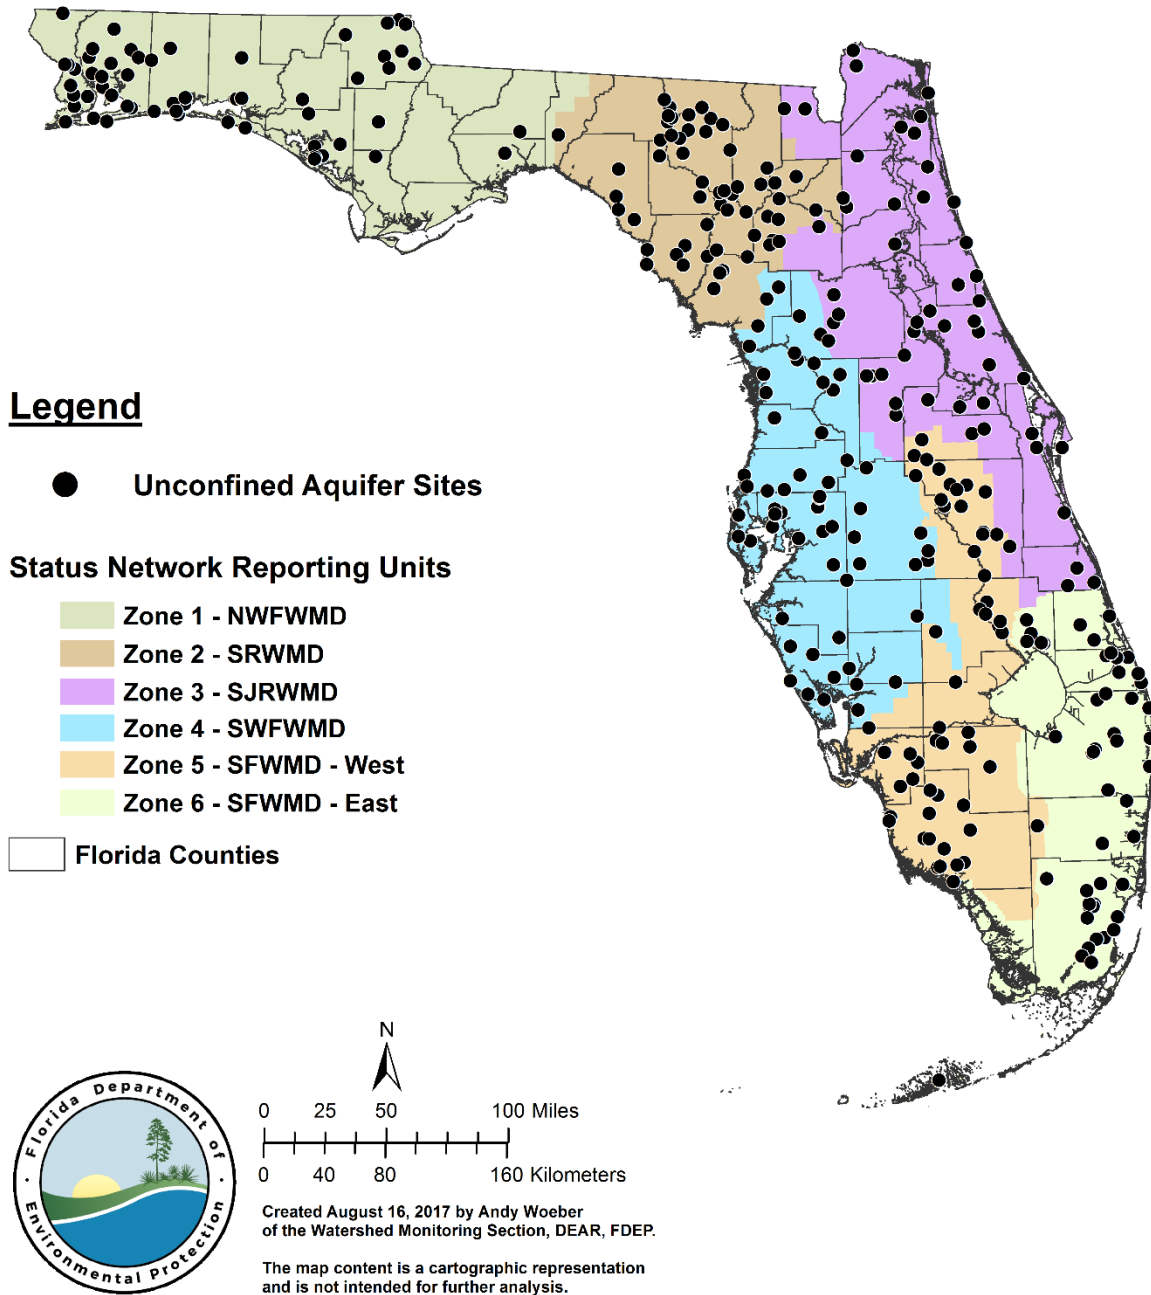 Legend
Unconfined Aquifer Sites
Status Network Reporting Units
Zone 1 - NWFWMD
Zone 2 - SRWMD
Zone 3 - SJRWMD
Zone 4 - SWFWMD
Zone 5 - SFWMD - West
Zone 6 - SFWMD - East
Florida Counties
N
0 25 50 100 Miles
0 40 80 160 Kilometers
Florida Department of
Environmental Protection
Created August 16, 2017 by Andy Woeber
of the Watershed Monitoring Section, DEAR, FDEP.
The map content is a cartographic representation
and is not intended for further analysis.